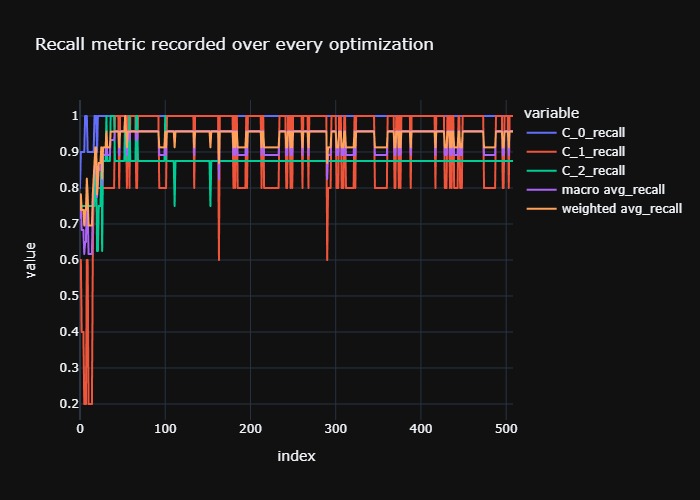 Recall metric recorded over every optimization
variable
C_0_recall
C_1_recall
C_2_recall
macro avg_recall
weighted avg_recall
value
1
0.9
0.8
0.7
0.6
0.5
0.4
0.3
0.2
0 100 200 300 400 500
index